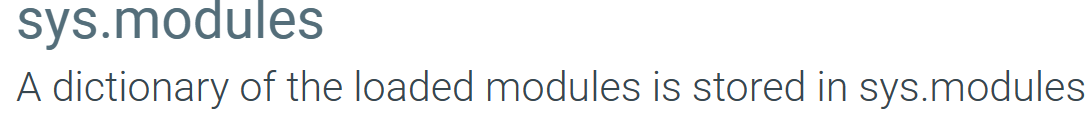 sys.modules
A dictionary of the loaded modules is stored in sys.modules